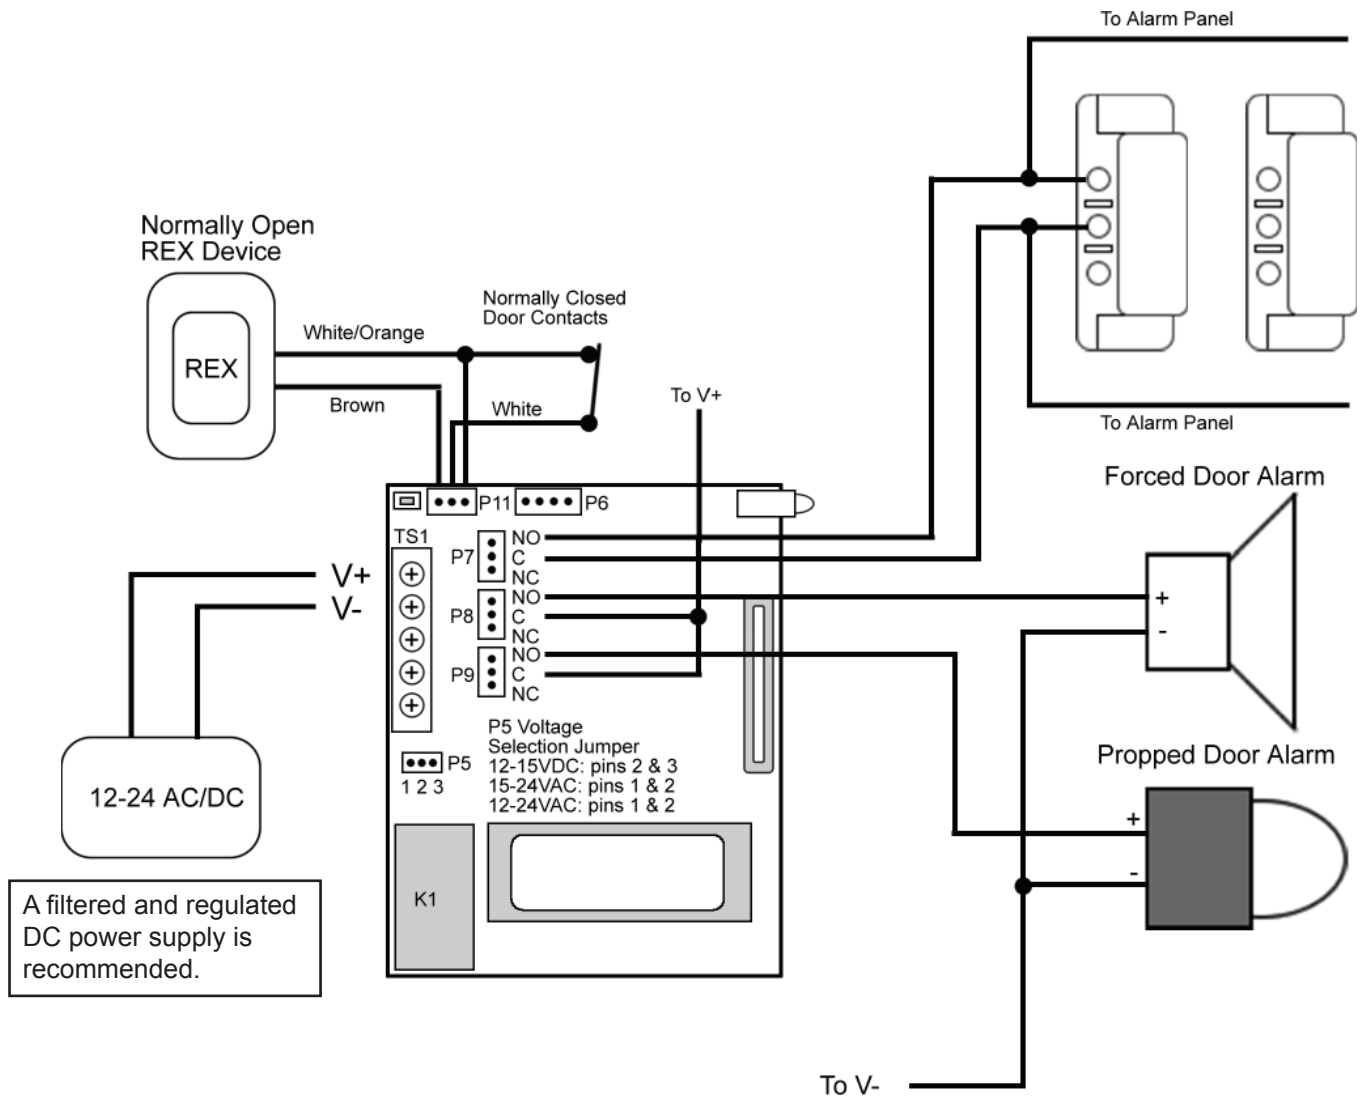 To Alarm Panel
Normally Open
REX Device
Normally Closed
Door Contacts
White/Orange
REX
Brown
White
To V+
To Alarm Panel
Forced Door Alarm
P11
P6
TS1
P7
NO
C
NC
V+
V-
P8
NO
C
NC
P9
NO
C
NC
+
-
P5 Voltage
Selection Jumper
12-15VDC: pins 2 & 3
15-24VAC: pins 1 & 2
12-24VAC: pins 1 & 2
P5
1 2 3
Propped Door Alarm
+
-
12-24 AC/DC
K1
A filtered and regulated
DC power supply is
recommended.
To V-